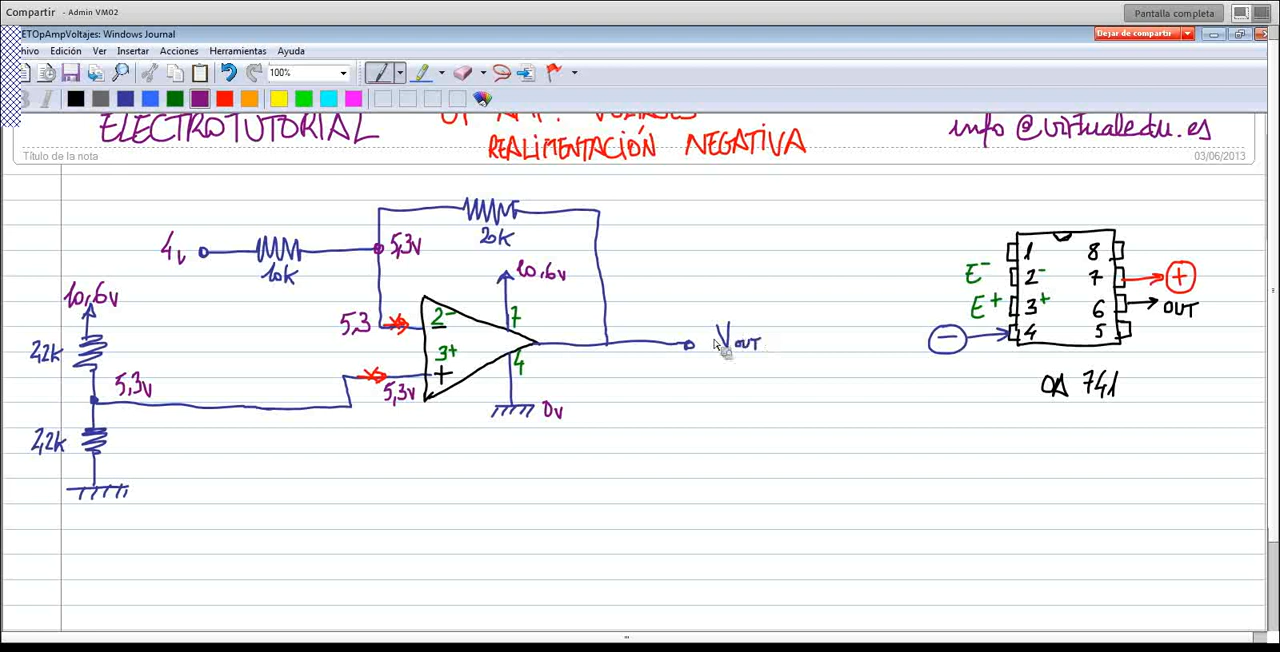 Compartir - Admin VM02
Pantalla completa
ETOpAmpVoltajes: Windows Journal
Dejar de compartir
hivo Edición Ver Insertar Acciones Herramientas Ayuda
100%
ELECTROTUTORIAL
REALIMENTACIÓN NEGATIVA
info@virtualedu.es
Título de la nota
03/06/2013
4v
10K
5,3v
20K
10,6v
10,6v
2,2K
5,3v
2,2K
5,3
5,3v
2-
3+
+
7
4
0v
VOUT
1 8
E- 2- 7 +
E+ 3+ 6 OUT
- 4 5
OA 741